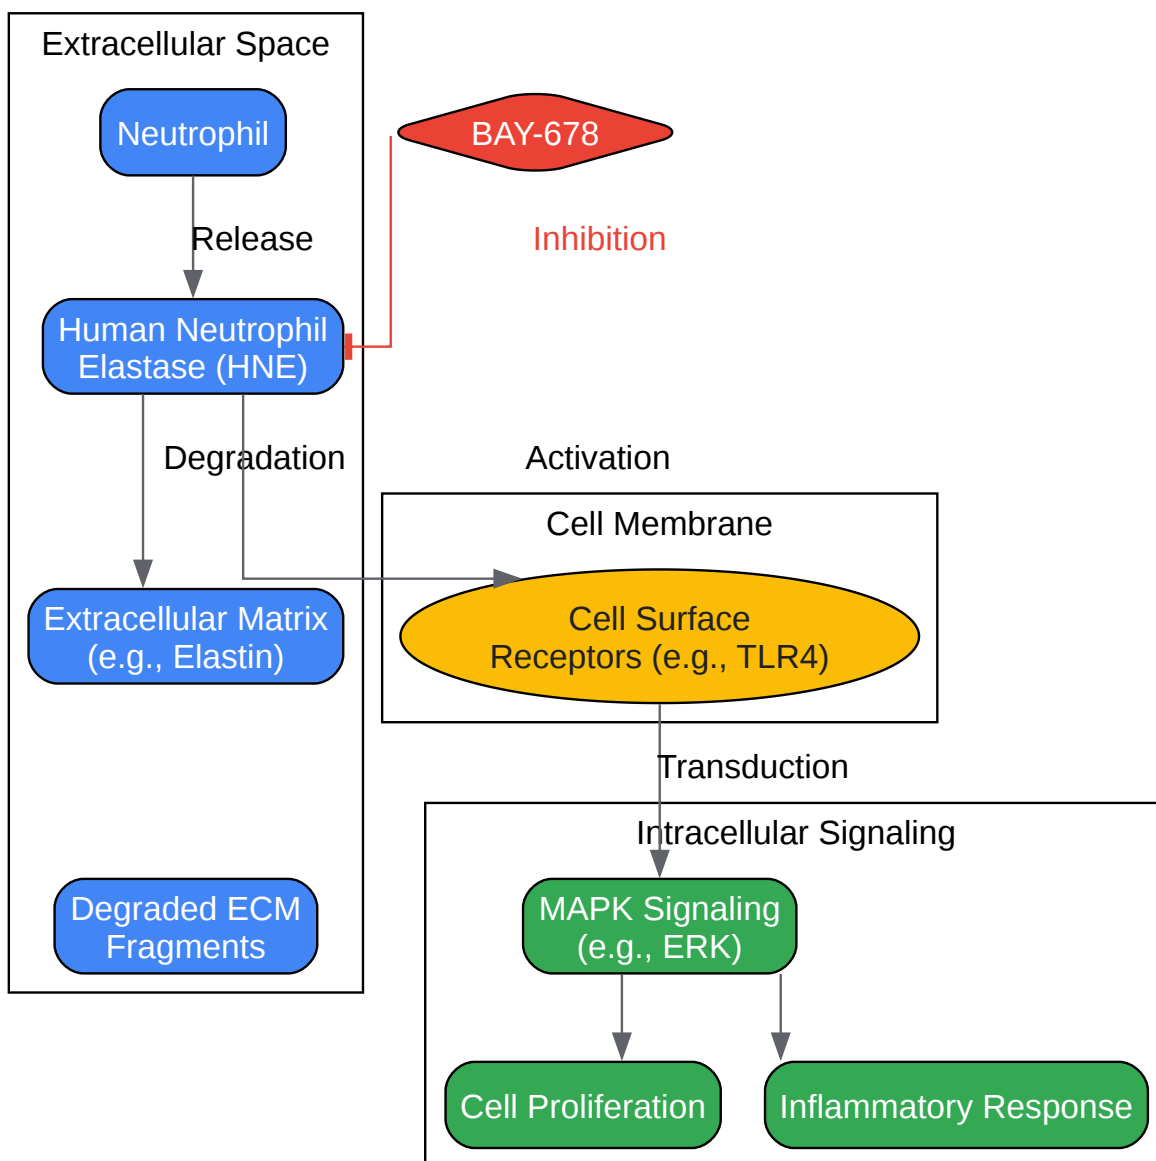 Extracellular Space
Neutrophil
BAY-678
Release
Inhibition
Human Neutrophil
Elastase (HNE)
Degradation
Activation
Cell Membrane
Extracellular Matrix
(e.g., Elastin)
Cell Surface
Receptors (e.g., TLR4)
Transduction
Intracellular Signaling
Degraded ECM
Fragments
MAPK Signaling
(e.g., ERK)
Cell Proliferation
Inflammatory Response